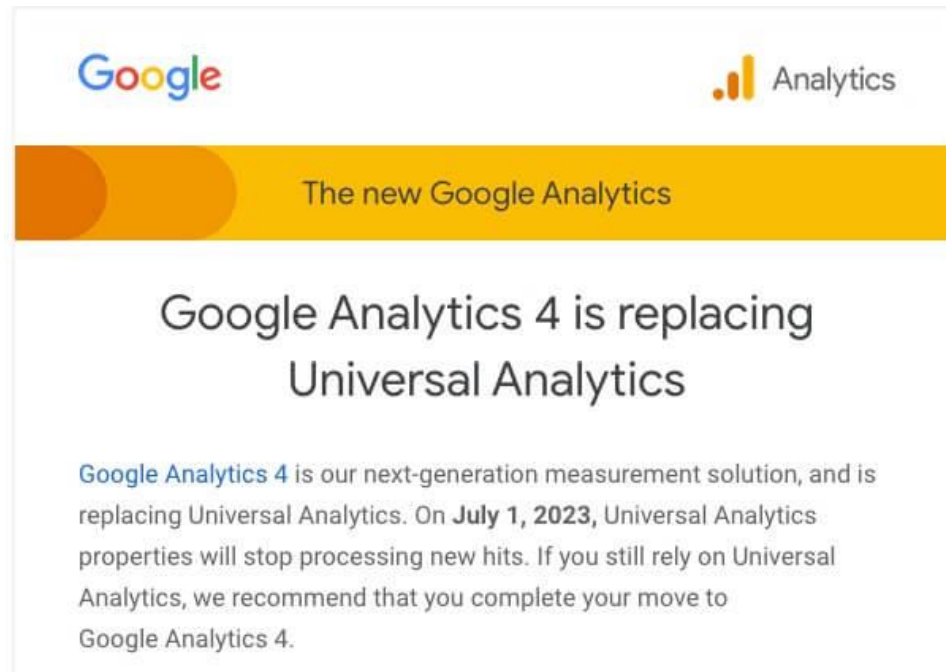 Google
Analytics
The new Google Analytics
Google Analytics 4 is replacing
Universal Analytics
Google Analytics 4 is our next-generation measurement solution, and is
replacing Universal Analytics. On July 1, 2023, Universal Analytics
properties will stop processing new hits. If you still rely on Universal
Analytics, we recommend that you complete your move to
Google Analytics 4.